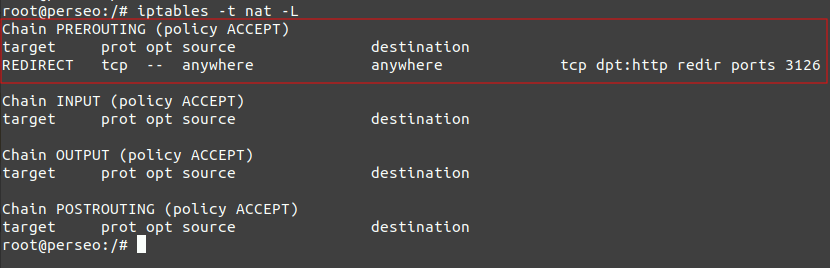 root@perseo:/# iptables -t nat -L
Chain PREROUTING (policy ACCEPT)
target     prot opt source               destination
REDIRECT   tcp  --  anywhere             anywhere             tcp dpt:http redir ports 3126

Chain INPUT (policy ACCEPT)
target     prot opt source               destination

Chain OUTPUT (policy ACCEPT)
target     prot opt source               destination

Chain POSTROUTING (policy ACCEPT)
target     prot opt source               destination
root@perseo:/#